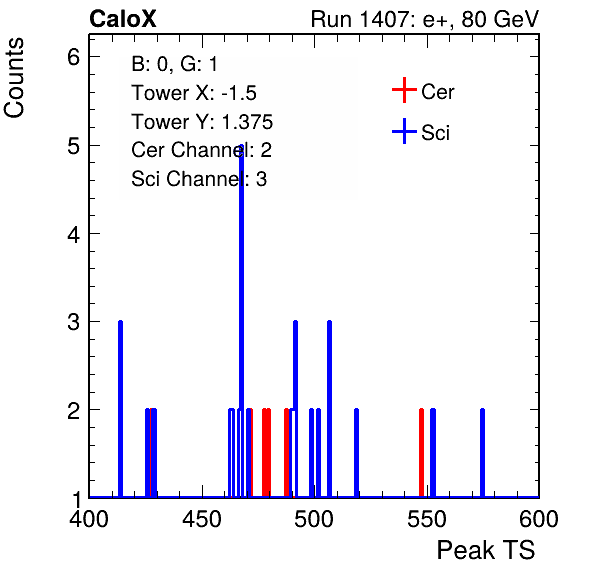 CaloX Run 1407: e+, 80 GeV
Counts
B: 0, G: 1
Tower X: -1.5
Tower Y: 1.375
Cer Channel: 2
Sci Channel: 3
Cer
Sci
6
5
4
3
2
1
400 450 500 550 600
Peak TS